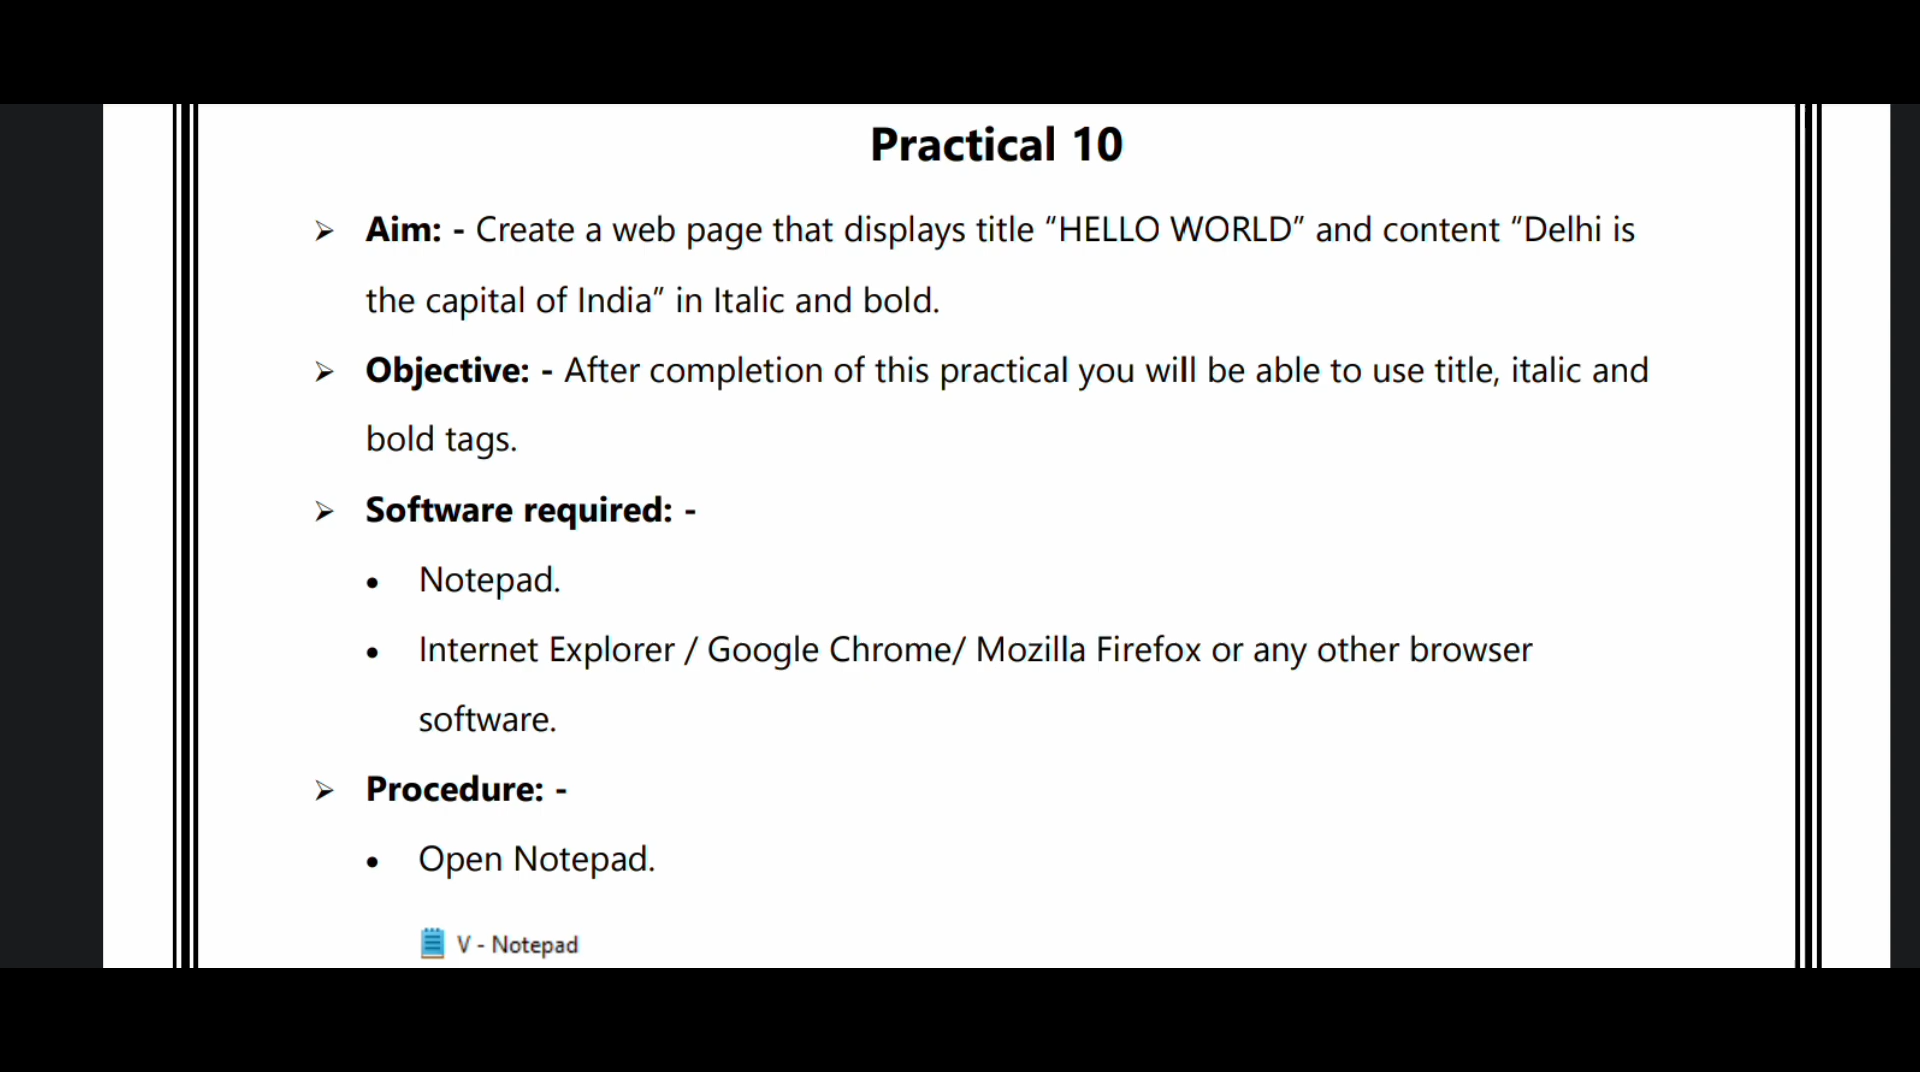 Practical 10
➢ Aim: - Create a web page that displays title “HELLO WORLD” and content “Delhi is
the capital of India” in Italic and bold.
➢ Objective: - After completion of this practical you will be able to use title, italic and
bold tags.
➢ Software required: -
• Notepad.
• Internet Explorer / Google Chrome/ Mozilla Firefox or any other browser
software.
➢ Procedure: -
• Open Notepad.
V - Notepad